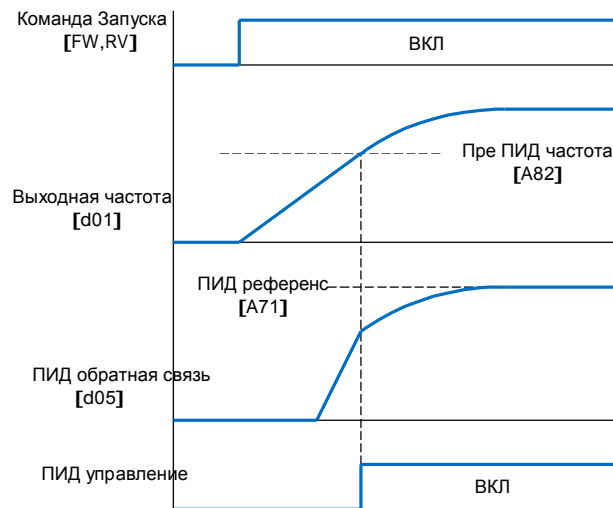 Команда Запуска
[FW,RV]
ВКЛ
Пре ПИД частота
[A82]
Выходная частота
[d01]
ПИД референс
[A71]
ПИД обратная связь
[d05]
ПИД управление
ВКЛ